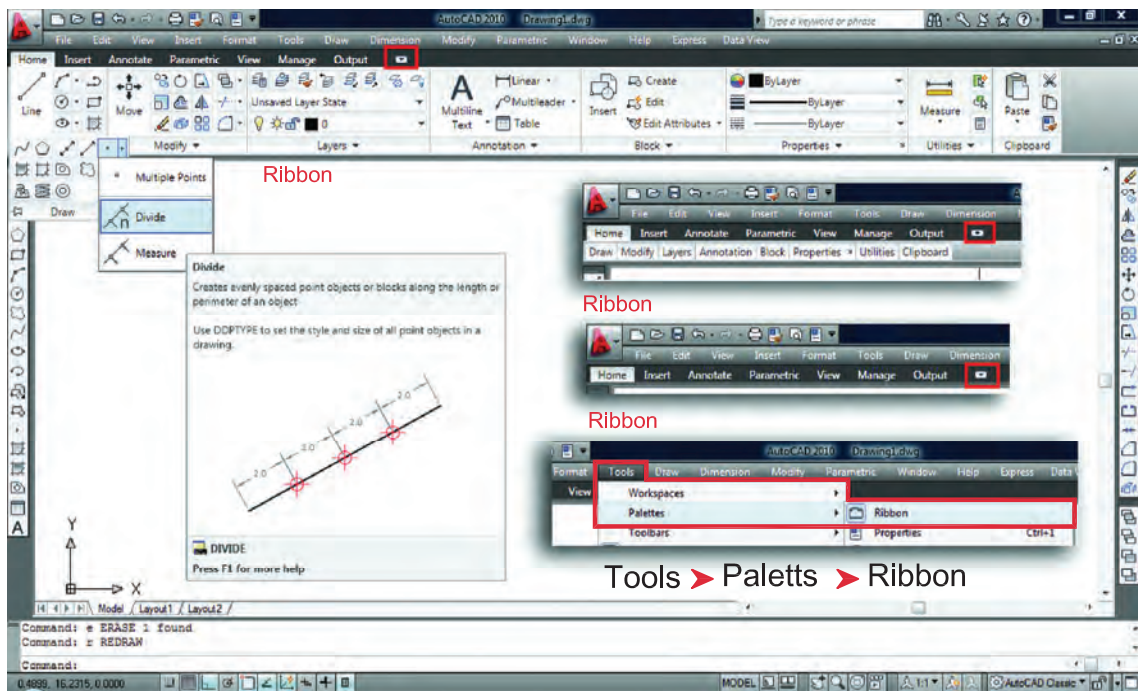 AutoCAD 2010 Drawing1.dwg
Type a keyword or phrase
File Edit View Insert Format Tools Draw Dimension Modify Parametric Window Help Express Data View
Home Insert Annotate Parametric View Manage Output
Line
Move
Unsaved Layer State
0
A
Multiline
Text
Linear
Multileader
Table
Insert
Create
Edit
Edit Attributes
ByLayer
ByLayer
ByLayer
Measure
Paste
Modify
Layers
Annotation
Block
Properties
Utilities
Clipboard
Draw
Multiple Points
Divide
Measure
Ribbon
Divide
Creates evenly spaced point objects or blocks along the length or
perimeter of an object
Use DDPTYPE to set the style and size of all point objects in a
drawing.
2.0
2.0
2.0
2.0
DIVIDE
Press F1 for more help
File Edit View Insert Format Tools Draw Dimension
Home Insert Annotate Parametric View Manage Output
Draw Modify Layers Annotation Block Properties Utilities Clipboard
Ribbon
File Edit View Insert Format Tools Draw Dimension
Home Insert Annotate Parametric View Manage Output
Ribbon
AutoCAD 2010 Drawing1.dwg
Format Tools Draw Dimension Modify Parametric Window Help Express Data
View
Workspaces
Palettes
Ribbon
Toolbars
Properties Ctrl+1
Tools ➤ Paletts ➤ Ribbon
A
Y
X
Model / Layout1 / Layout2 /
Command: e ERASE 1 found
Command: r REDRAW
Command:
0.4899, 16.2315, 0.0000
MODEL
1:1
AutoCAD Classic